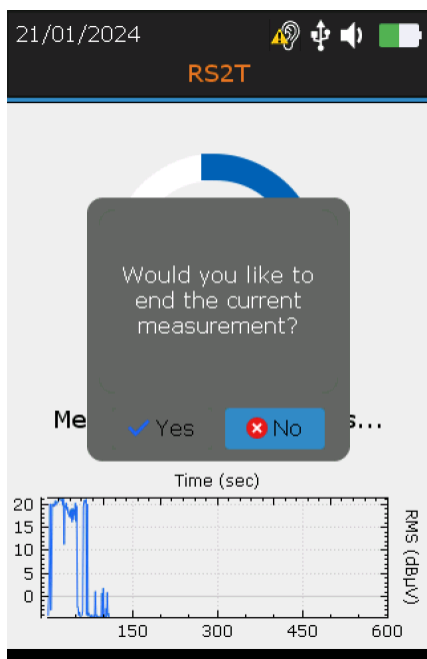 21/01/2024
RS2T
Would you like to
end the current
measurement?
Yes
No
Time (sec)
20
15
10
5
0
RMS (dBµV)
150
300
450
600